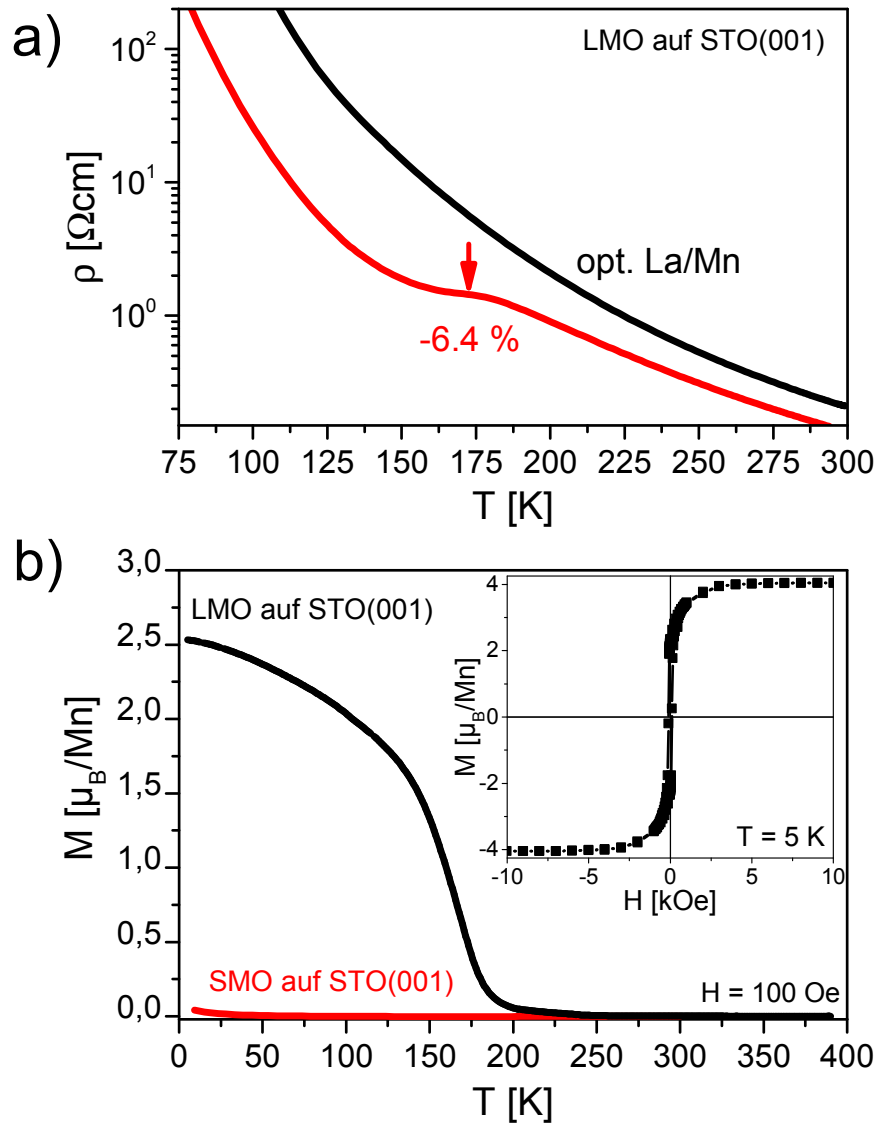 a)
LMO auf STO(001)
10²
10¹
10⁰
ρ [Ωcm]
opt. La/Mn
-6.4 %
75 100 125 150 175 200 225 250 275 300
T [K]
b)
3,0
2,5
2,0
1,5
1,0
0,5
0,0
M [μ_B/Mn]
LMO auf STO(001)
SMO auf STO(001)
H = 100 Oe
4
2
0
-2
-4
M [μ_B/Mn]
T = 5 K
-10 -5 0 5 10
H [kOe]
0 50 100 150 200 250 300 350 400
T [K]